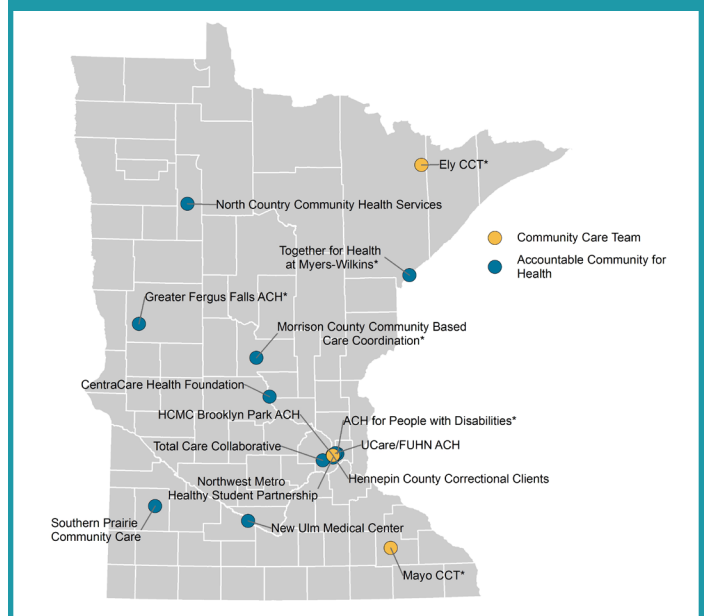 Ely CCT*
North Country Community Health Services
Community Care Team
Together for Health
at Myers-Wilkins*
Accountable Community for
Health
Greater Fergus Falls ACH*
Morrison County Community Based
Care Coordination*
CentraCare Health Foundation
HCMC Brooklyn Park ACH
ACH for People with Disabilities*
Total Care Collaborative
UCare/FUHN ACH
Northwest Metro
Healthy Student Partnership
Hennepin County Correctional Clients
Southern Prairie
Community Care
New Ulm Medical Center
Mayo CCT*